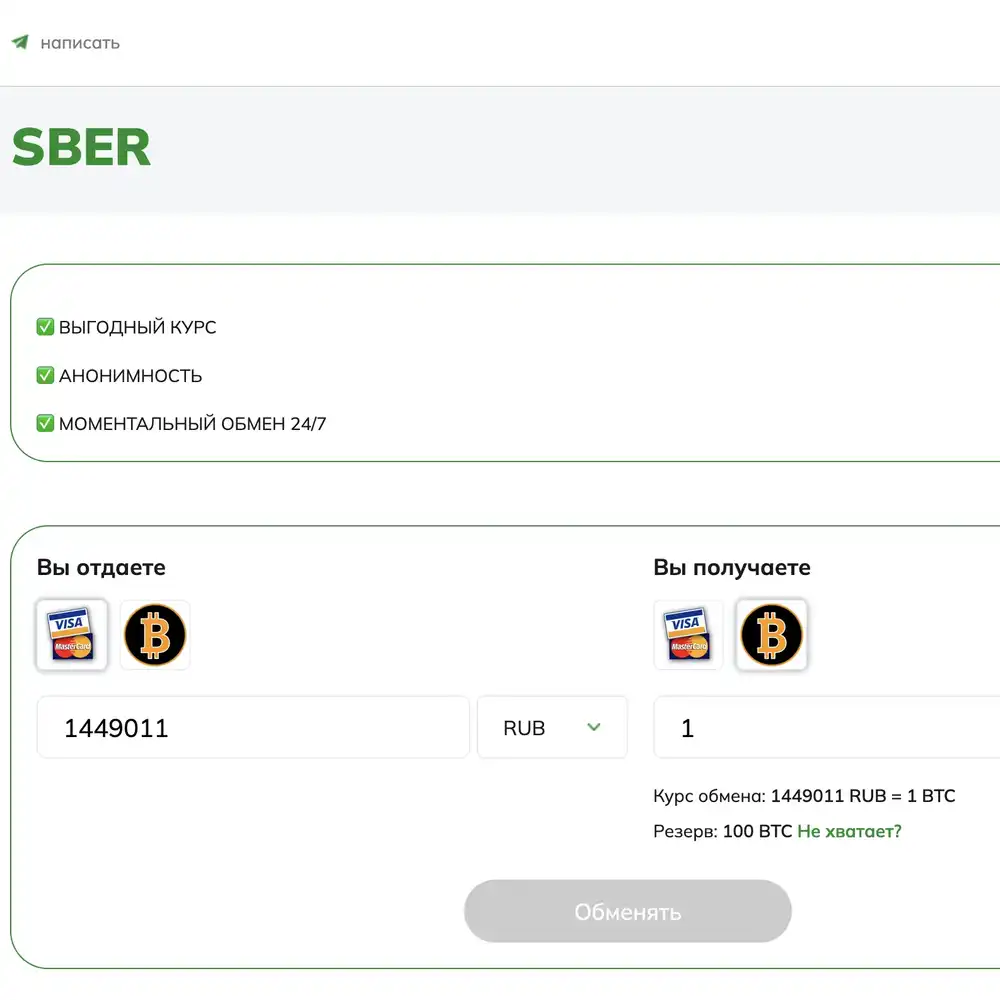 написать
SBER
✅ ВЫГОДНЫЙ КУРС
✅ АНОНИМНОСТЬ
✅ МОМЕНТАЛЬНЫЙ ОБМЕН 24/7
Вы отдаете
Вы получаете
VISA
MasterCard
VISA
MasterCard
1449011
RUB
1
Курс обмена: 1449011 RUB = 1 BTC
Резерв: 100 BTC Не хватает?
Обменять